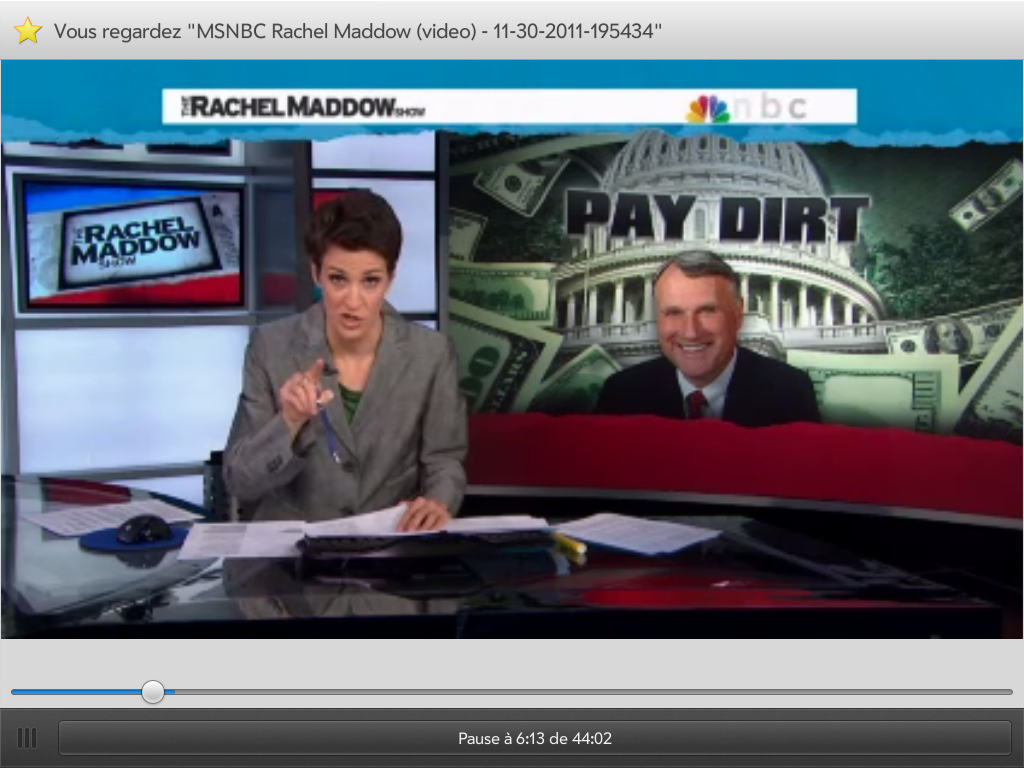 Vous regardez "MSNBC Rachel Maddow (video) - 11-30-2011-195434"
THE RACHEL MADDOW SHOW
nbc
PAY DIRT
THE
RACHEL
MADDOW
SHOW
Pause à 6:13 de 44:02